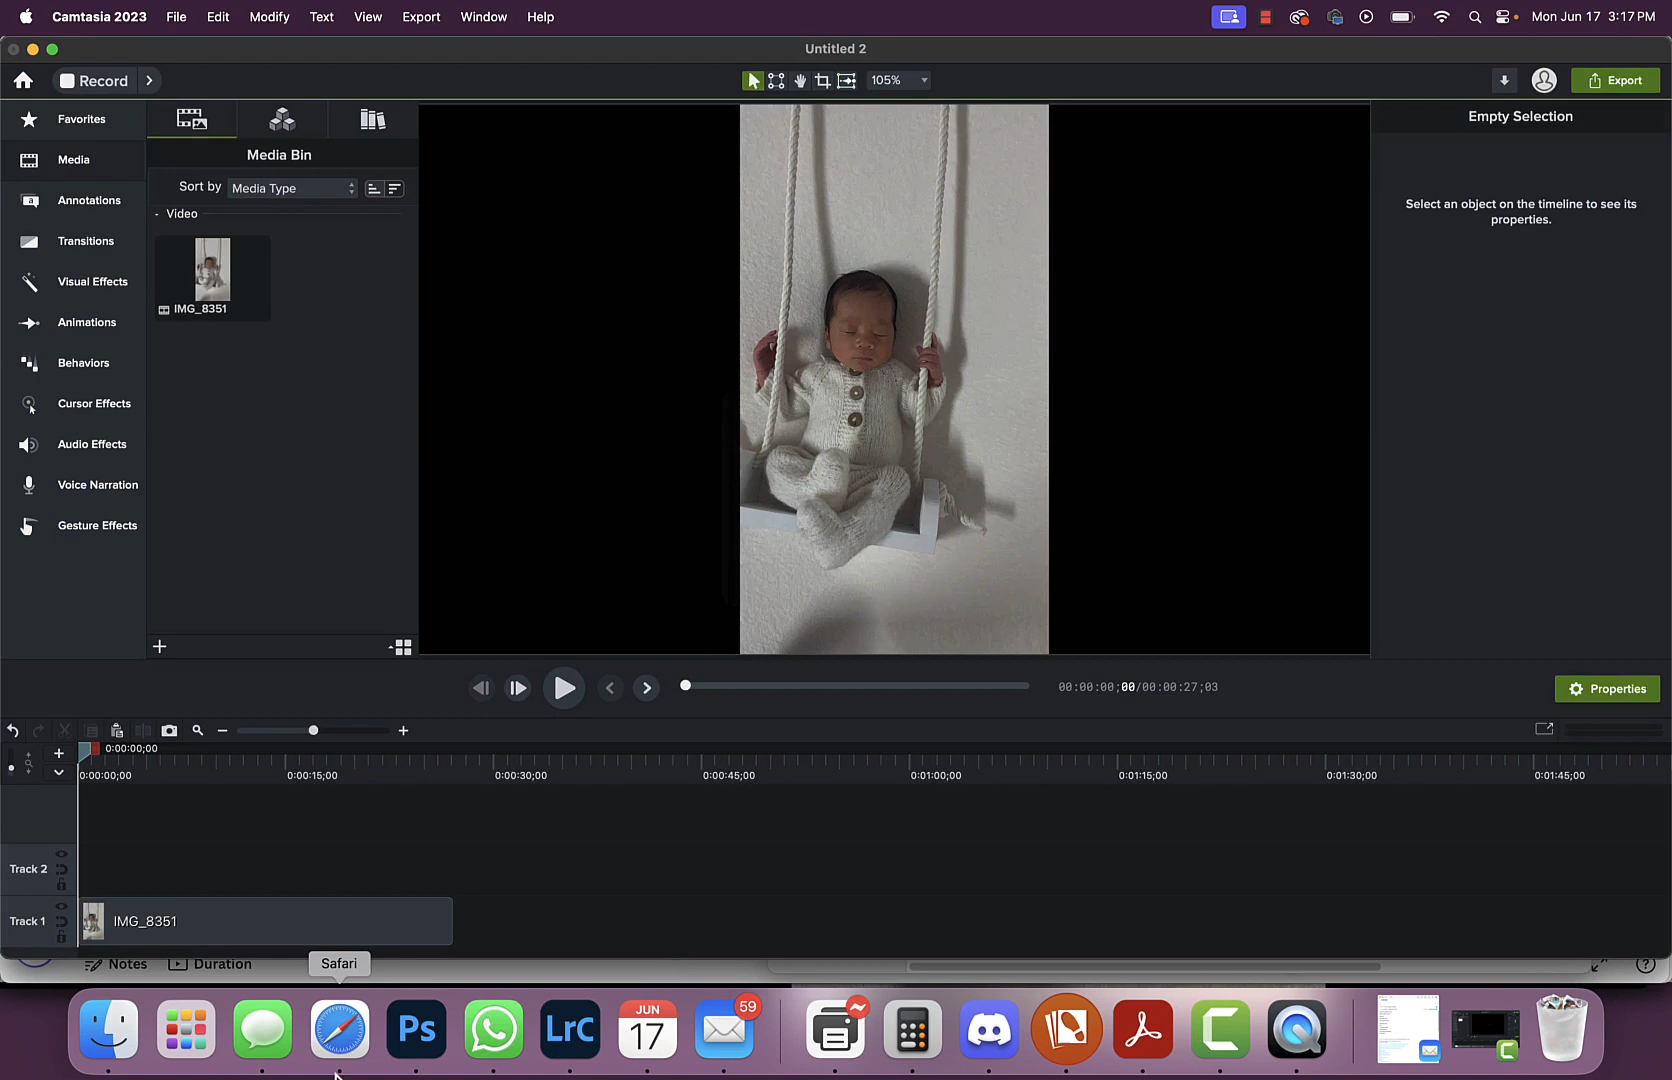 Camtasia 2023 File Edit Modify Text View Export Window Help Mon Jun 17 3:17 PM
Untitled 2
Record 105% Export
Favorites
Media
Annotations
Transitions
Visual Effects
Animations
Behaviors
Cursor Effects
Audio Effects
Voice Narration
Gesture Effects
Media Bin
Sort by Media Type
Video
IMG_8351
Empty Selection
Select an object on the timeline to see its
properties.
00:00:00;00/00:00:27;03
Properties
0:00:00;00
0:00:00;00 0:00:15;00 0:00:30;00 0:00:45;00 0:01:00;00 0:01:15;00 0:01:30;00 0:01:45;00
Track 2
Track 1 IMG_8351
Notes Duration Safari
Ps LrC JUN 17 59